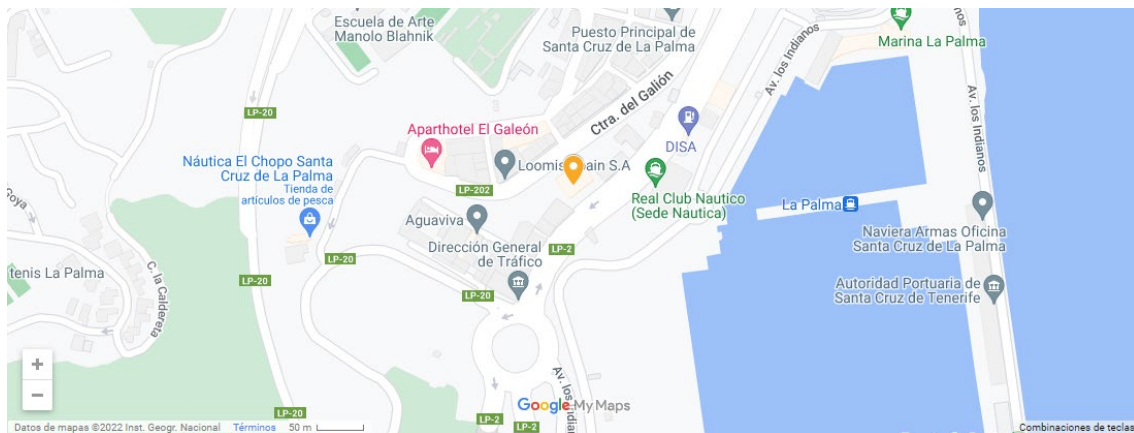 Escuela de Arte
Manolo Blahnik
Puesto Principal de
Santa Cruz de La Palma
Marina La Palma
Av. los Indianos
Av. los Indianos
LP-20
LP-20
Ctra. del Galión
Aparthotel El Galeón
DISA
Loomis Spain S.A
Náutica El Chopo Santa
Cruz de La Palma
Tienda de
artículos de pesca
LP-202
Real Club Nautico
(Sede Nautica)
La Palma
Goya
Aguaviva
Naviera Armas Oficina
Santa Cruz de La Palma
Dirección General
de Tráfico
LP-2
LP-20
tenis La Palma
C. la Caldereta
LP-20
LP-20
Autoridad Portuaria de
Santa Cruz de Tenerife
Av. los Indianos
+
−
LP-20
LP-2
LP-2
Google My Maps
Datos de mapas ©2022 Inst. Geogr. Nacional Términos 50 m
Combinaciones de teclas